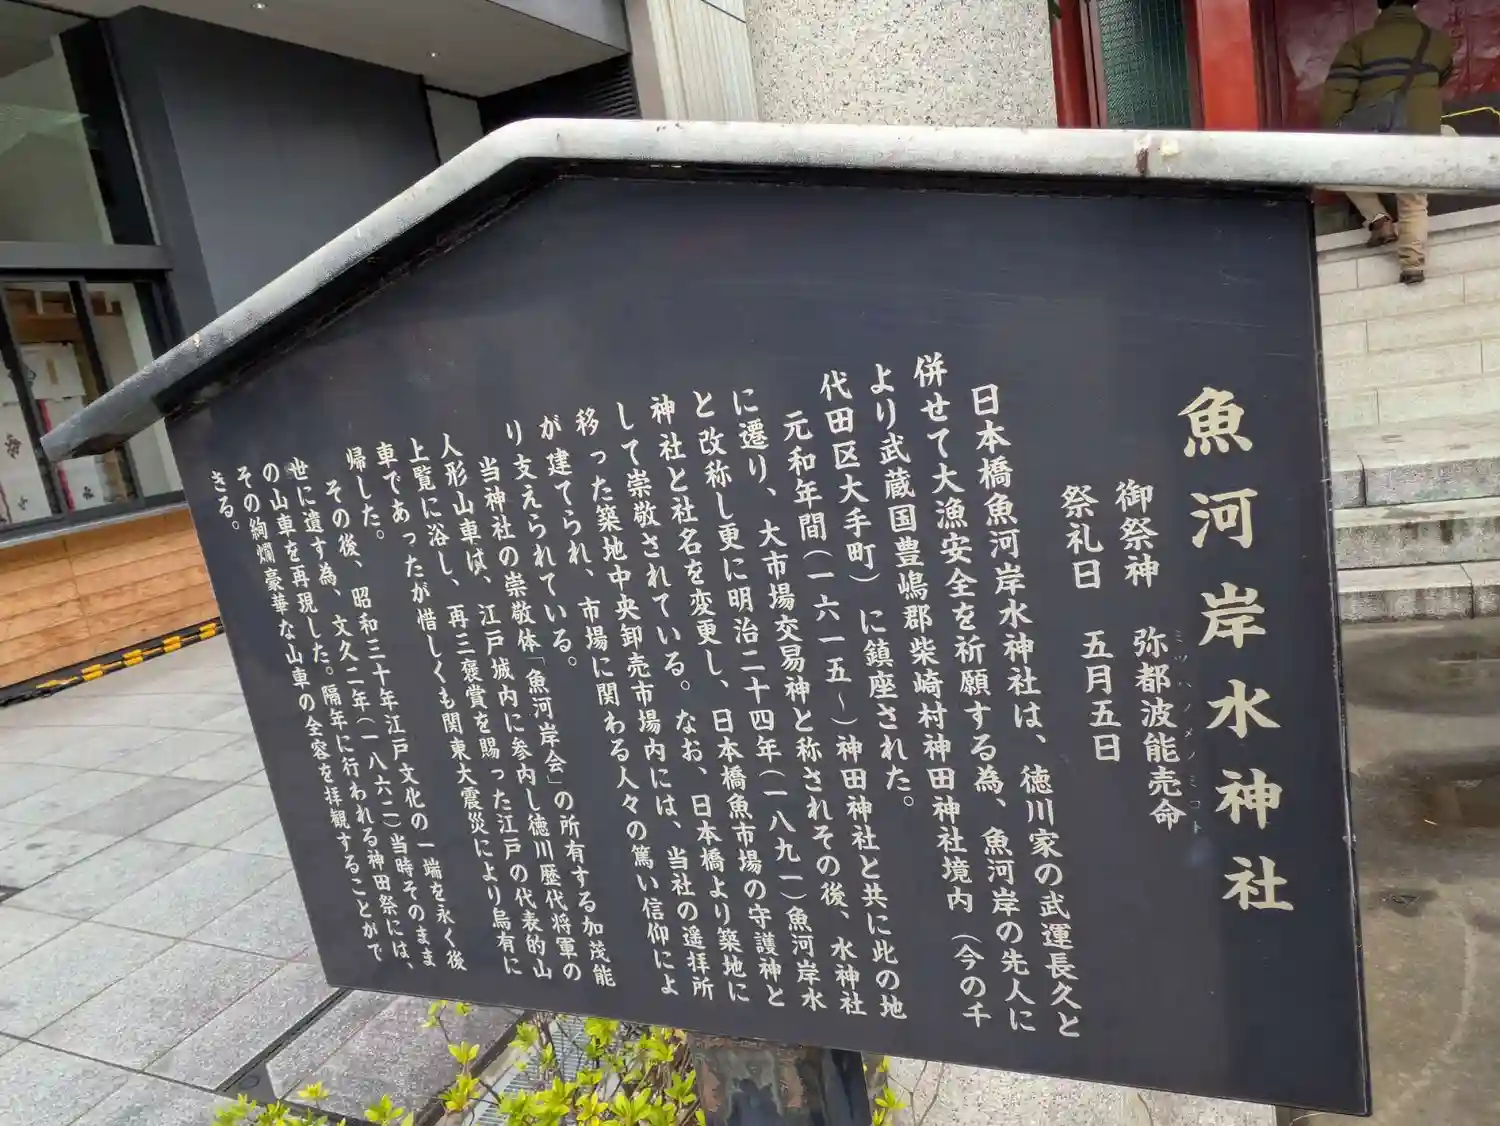 魚河岸水神社
御祭神　弥都波能売命
ミツハノメノミコト
祭礼日　五月五日
日本橋魚河岸水神社は、徳川家の武運長久と
併せて大漁安全を祈願する為、魚河岸の先人に
より武蔵国豊嶋郡柴崎村神田神社境内（今の千
代田区大手町）に鎮座された。
元和年間（一六一五～）神田神社と共に此の地
に遷り、大市場交易神と称されその後、水神社
と改称し更に明治二十四年（一八九一）魚河岸水
神社と社名を変更し、日本橋魚市場の守護神と
して崇敬されている。なお、日本橋より築地に
移った築地中央卸売市場内には、当社の遥拝所
が建てられ、市場に関わる人々の篤い信仰によ
り支えられている。
当神社の崇敬体「魚河岸会」の所有する加茂能
人形山車は、江戸城内に参内し徳川歴代将軍の
上覧に浴し、再三褒賞を賜った江戸の代表的山
車であったが惜しくも関東大震災により烏有に
帰した。
その後、昭和三十年江戸文化の一端を永く後
世に遺す為、文久二年（一八六二）当時そのまま
の山車を再現した。隔年に行われる神田祭には、
その絢爛豪華な山車の全容を拝観することがで
きる。